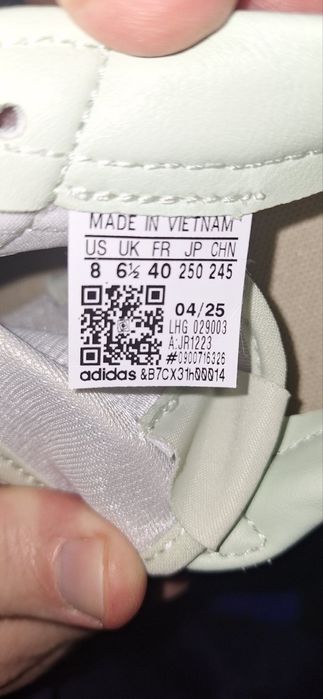 MADE IN VIETNAM
US UK FR JP CHN
8 6½ 40 250 245
04/25
LHG 029003
A:JR1223
#0900716326
adidas &B7CX31h00014